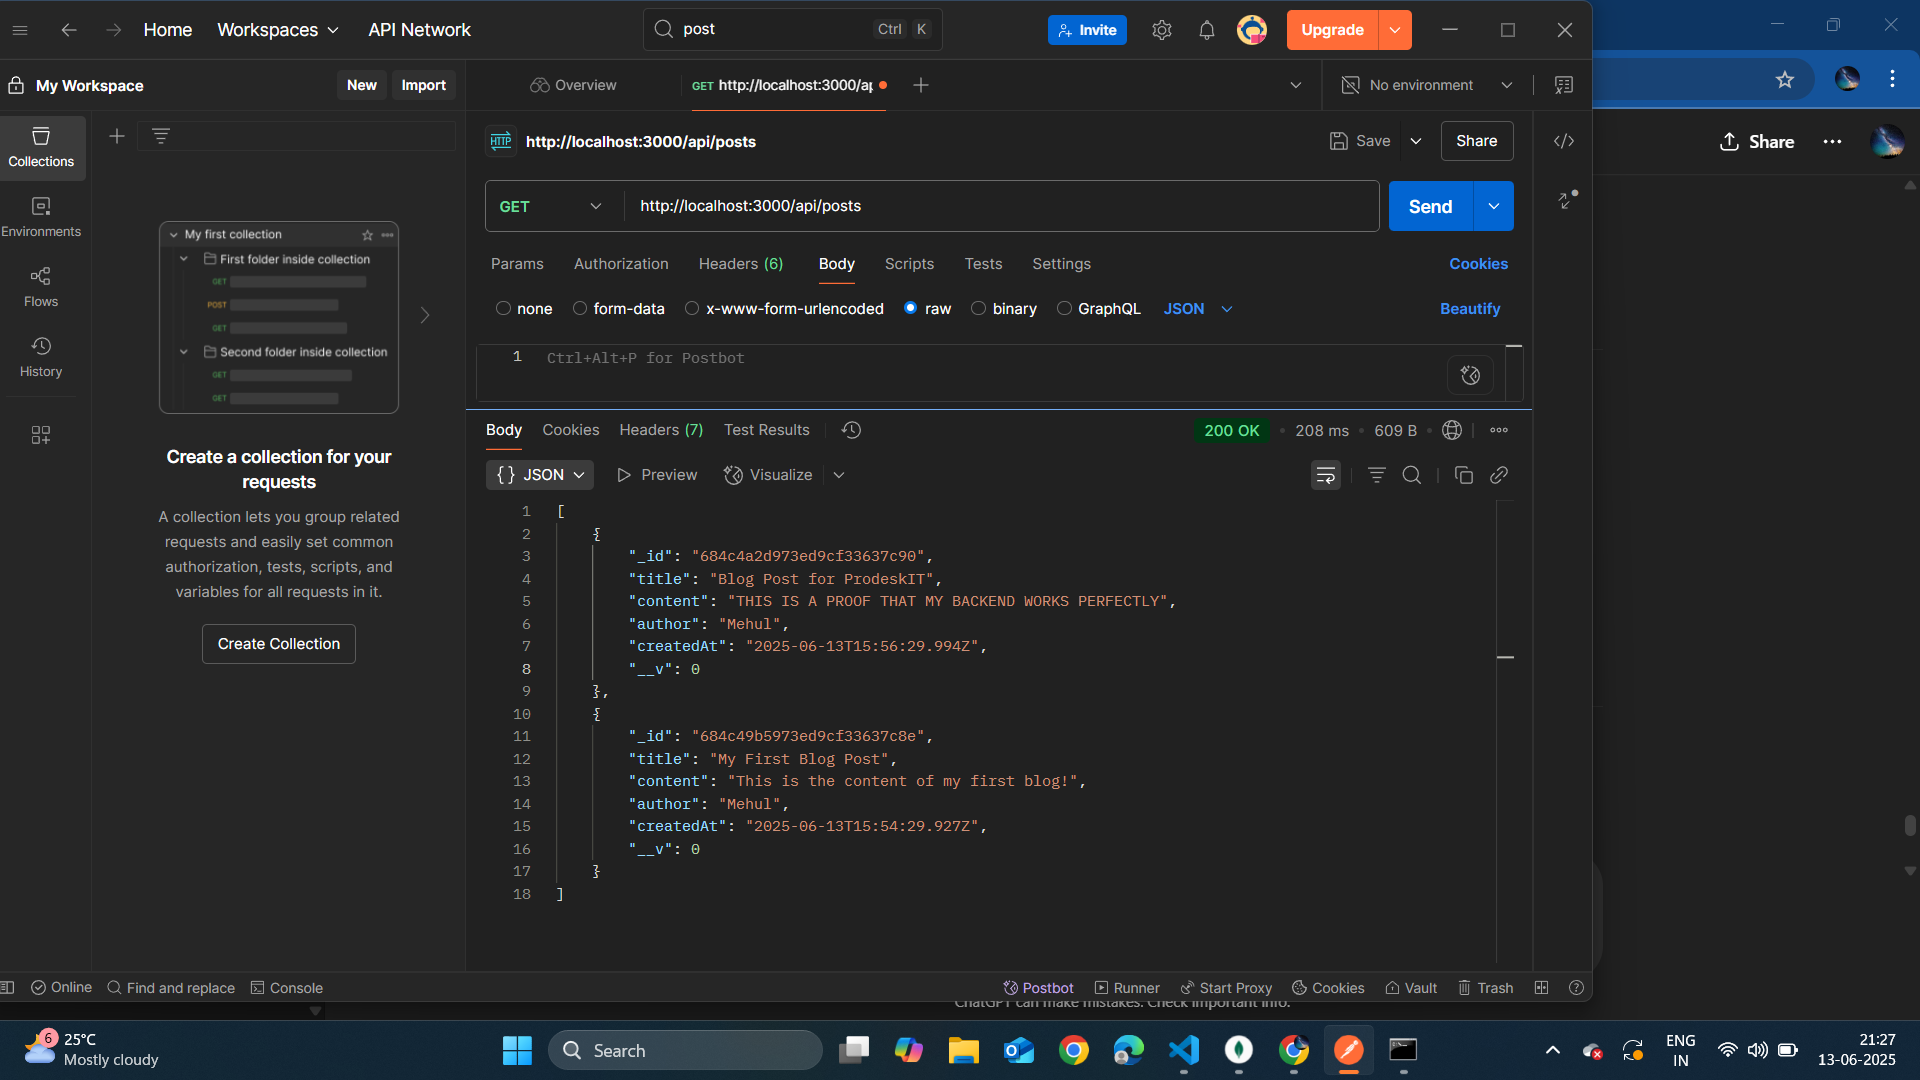 Home
Workspaces
API Network
post
Ctrl K
Invite
Upgrade
My Workspace
New
Import
Overview
GET http://localhost:3000/ap
No environment
Collections
Environments
Flows
History
HTTP http://localhost:3000/api/posts
Save
Share
Share
GET
http://localhost:3000/api/posts
Send
Params
Authorization
Headers (6)
Body
Scripts
Tests
Settings
Cookies
none
form-data
x-www-form-urlencoded
raw
binary
GraphQL
JSON
Beautify
1 Ctrl+Alt+P for Postbot
My first collection
First folder inside collection
GET
POST
GET
Second folder inside collection
GET
GET
Create a collection for your
requests
A collection lets you group related
requests and easily set common
authorization, tests, scripts, and
variables for all requests in it.
Create Collection
Body
Cookies
Headers (7)
Test Results
200 OK
208 ms
609 B
{} JSON
Preview
Visualize
1 [
2 {
3 "_id": "684c4a2d973ed9cf33637c90",
4 "title": "Blog Post for ProdeskIT",
5 "content": "THIS IS A PROOF THAT MY BACKEND WORKS PERFECTLY",
6 "author": "Mehul",
7 "createdAt": "2025-06-13T15:56:29.994Z",
8 "__v": 0
9 },
10 {
11 "_id": "684c49b5973ed9cf33637c8e",
12 "title": "My First Blog Post",
13 "content": "This is the content of my first blog!",
14 "author": "Mehul",
15 "createdAt": "2025-06-13T15:54:29.927Z",
16 "__v": 0
17 }
18 ]
Online
Find and replace
Console
Postbot
Runner
Start Proxy
Cookies
Vault
Trash
ChatGPT can make mistakes. Check important info.
6
25°C
Mostly cloudy
Search
ENG
IN
21:27
13-06-2025